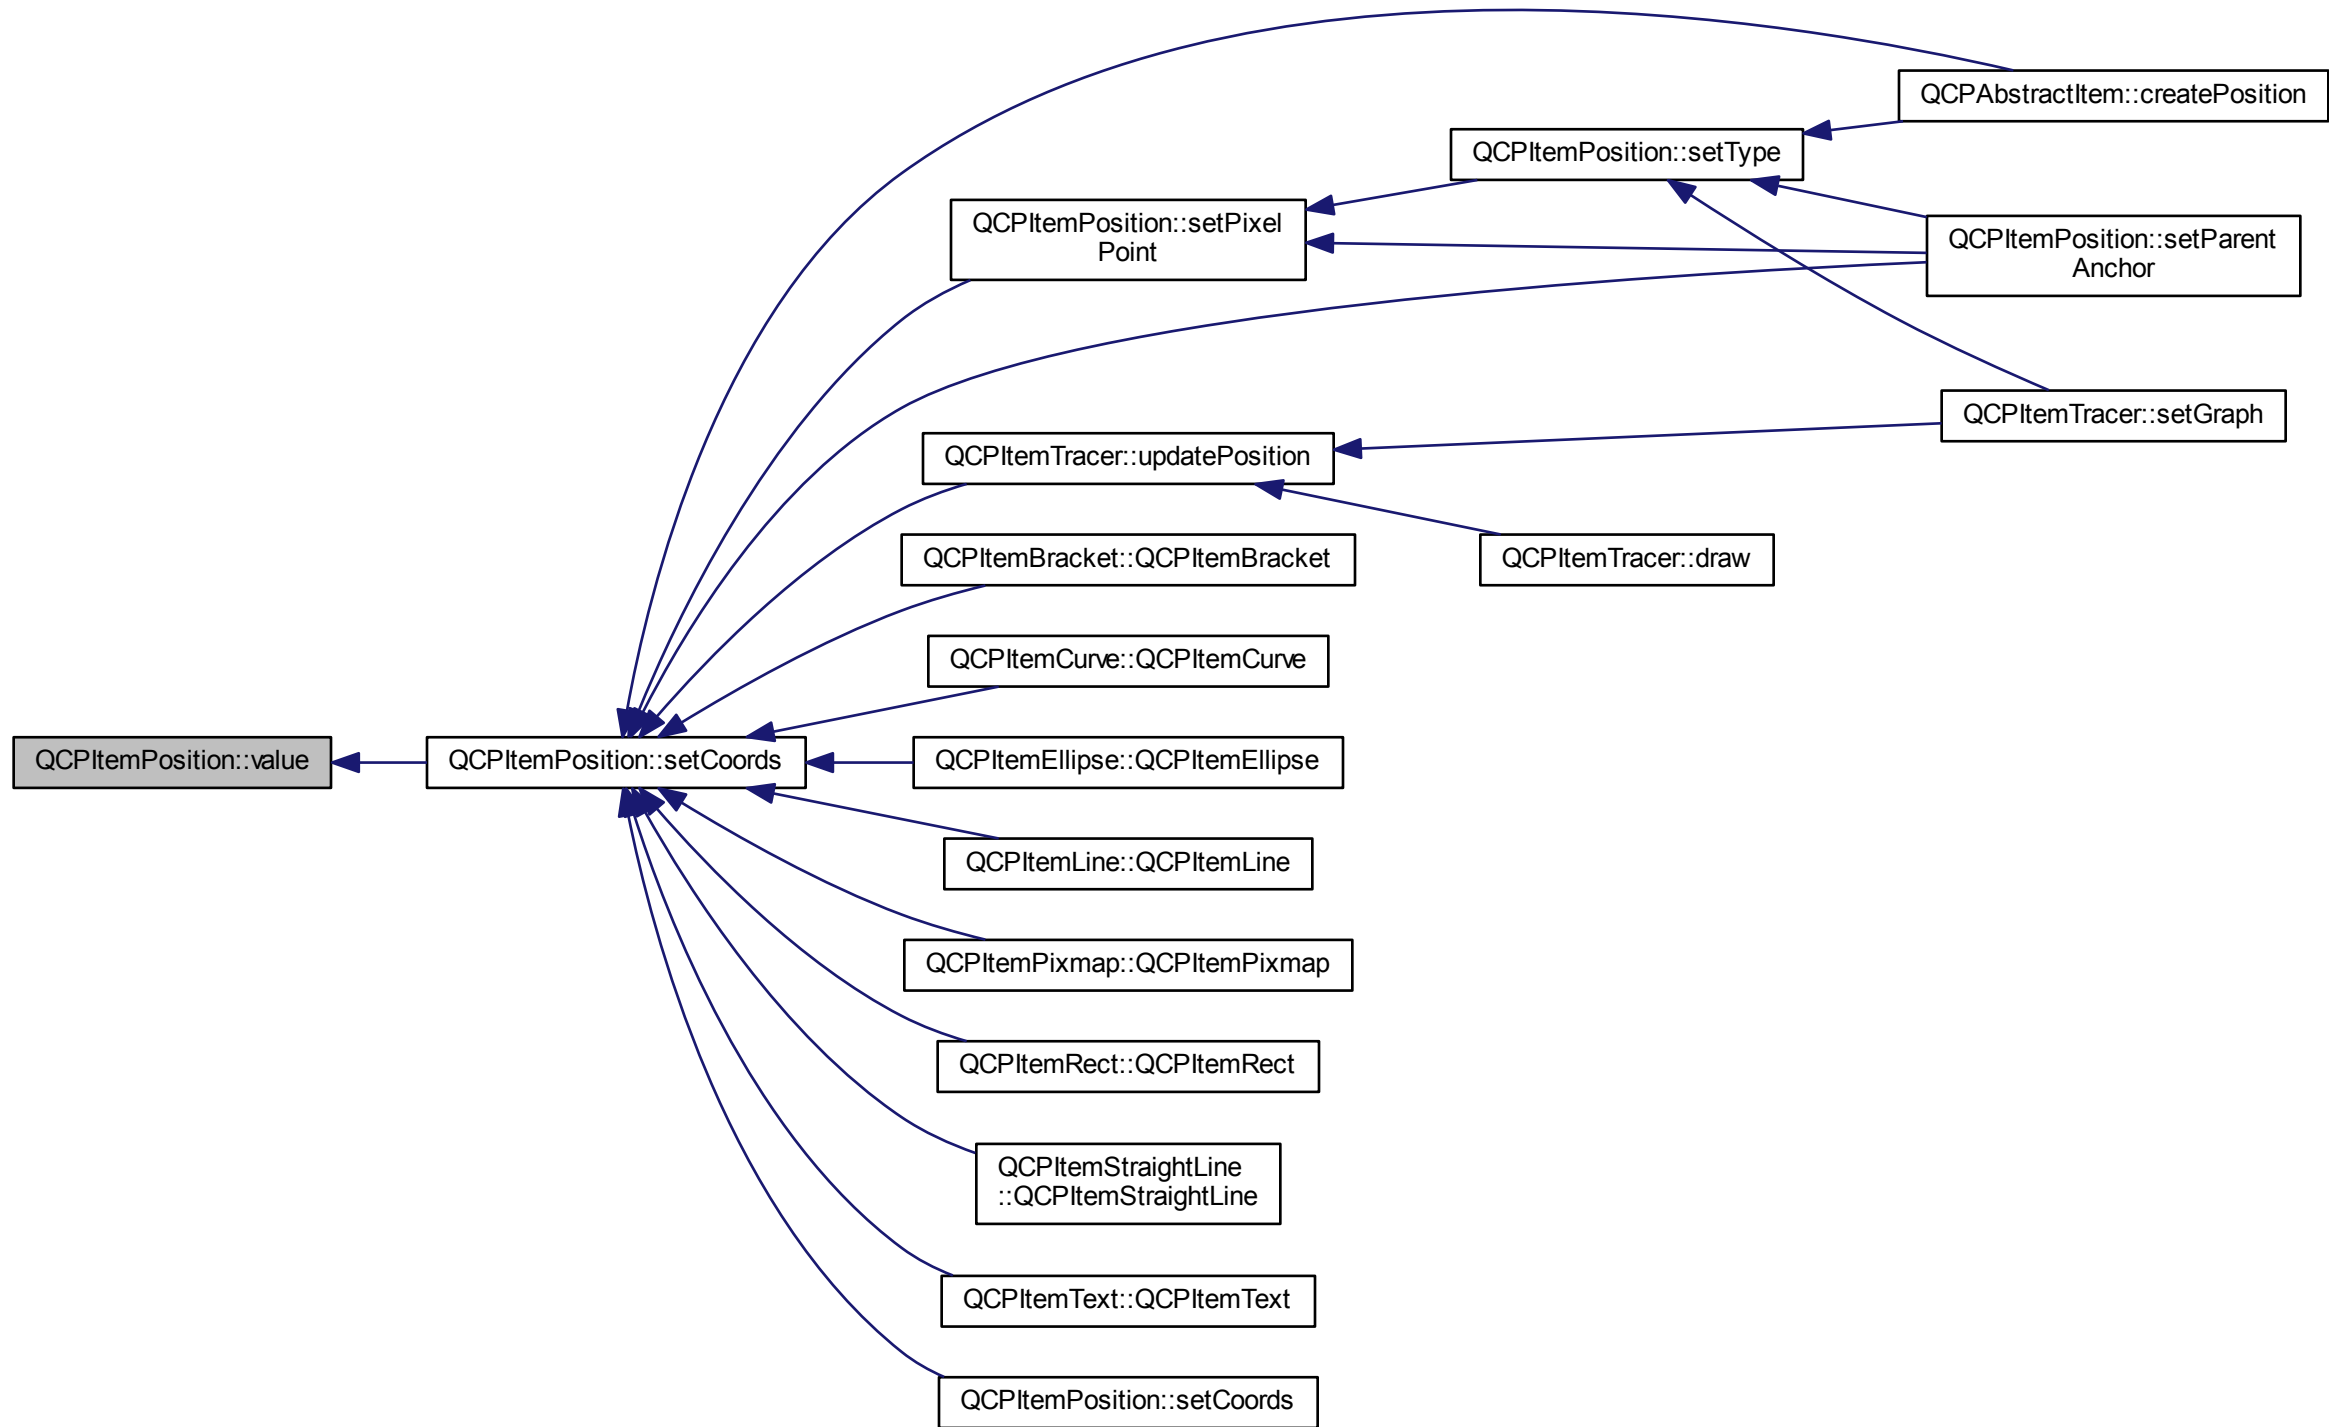 QCPAbstractItem::createPosition
QCPItemPosition::setType
QCPItemPosition::setPixel
Point
QCPItemPosition::setParent
Anchor
QCPItemTracer::setGraph
QCPItemTracer::updatePosition
QCPItemBracket::QCPItemBracket
QCPItemTracer::draw
QCPItemCurve::QCPItemCurve
QCPItemPosition::value
QCPItemPosition::setCoords
QCPItemEllipse::QCPItemEllipse
QCPItemLine::QCPItemLine
QCPItemPixmap::QCPItemPixmap
QCPItemRect::QCPItemRect
QCPItemStraightLine
::QCPItemStraightLine
QCPItemText::QCPItemText
QCPItemPosition::setCoords